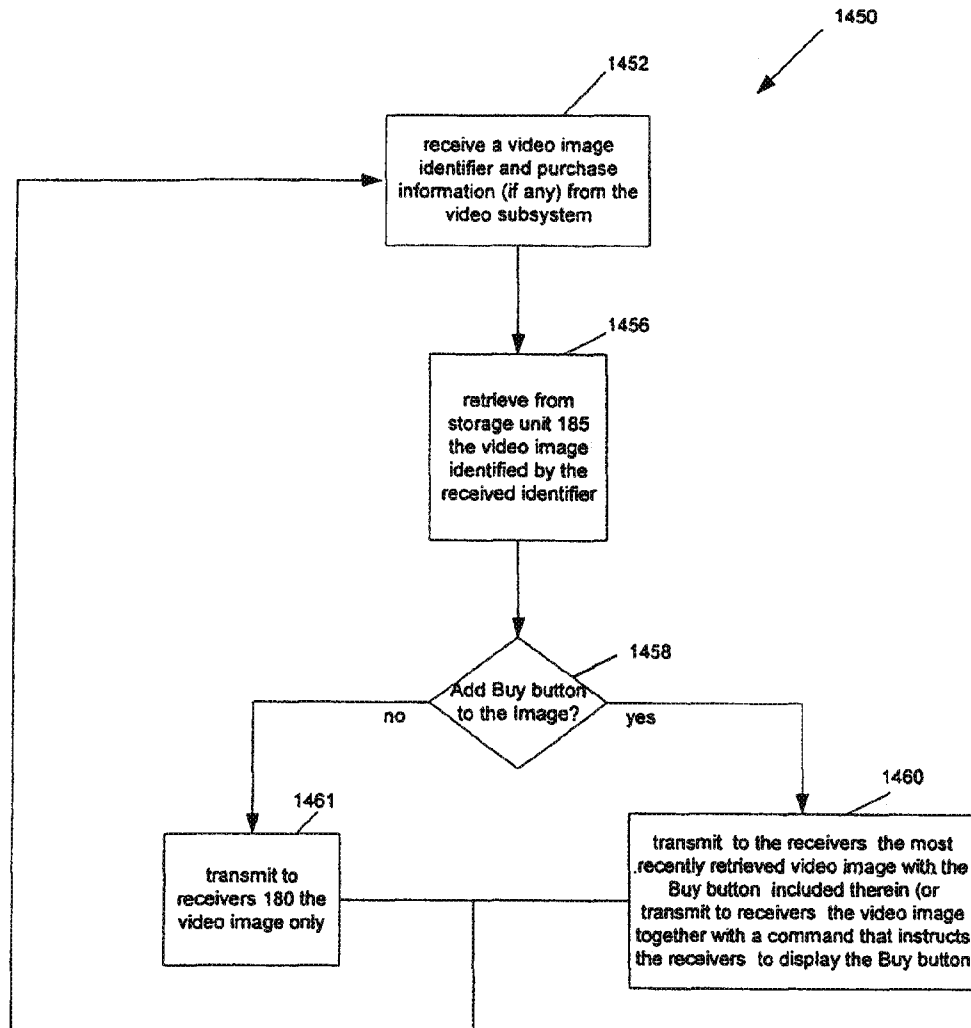 1450
1452
receive a video image
identifier and purchase
information (if any) from the
video subsystem
1456
retrieve from
storage unit 185
the video image
identified by the
received identifier
1458
Add Buy button
to the Image?
no
yes
1461
transmit to
receivers 180 the
video image only
1460
transmit to the receivers the most
recently retrieved video image with the
Buy button included therein (or
transmit to receivers the video image
together with a command that instructs
the receivers to display the Buy button